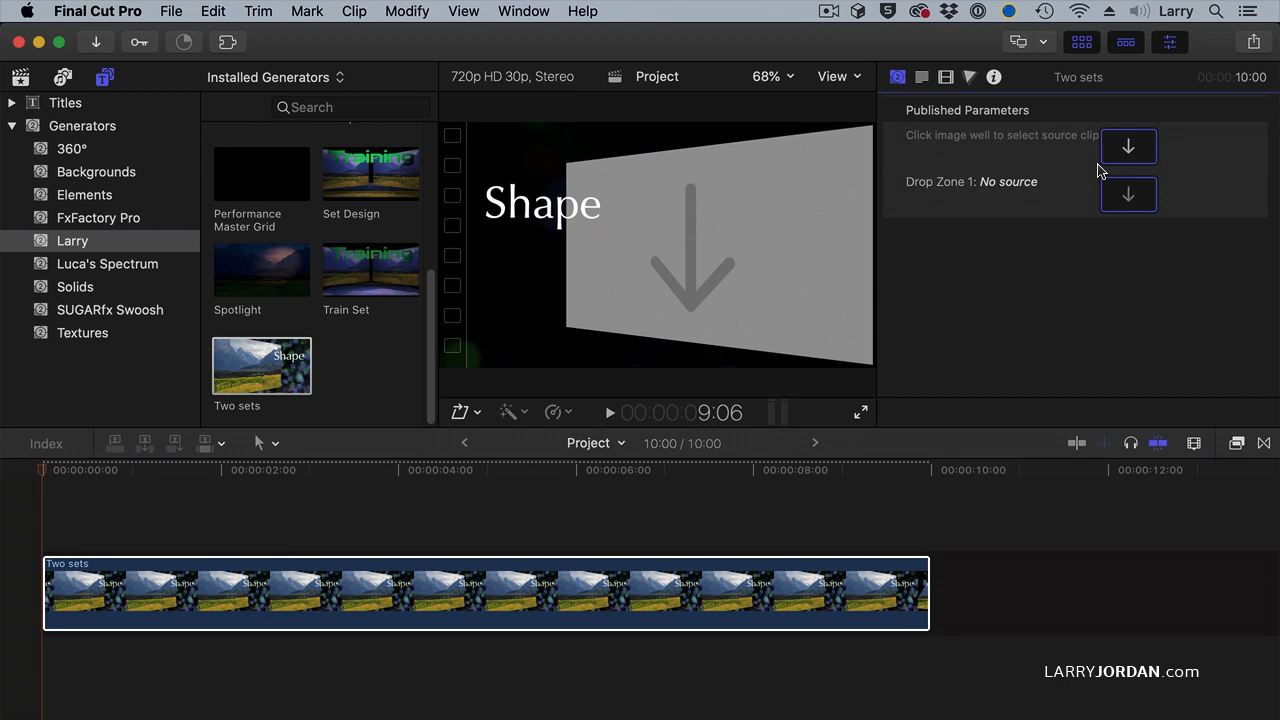 Final Cut Pro File Edit Trim Mark Clip Modify View Window Help Larry
Installed Generators
720p HD 30p, Stereo
Project
68%
View
Two sets
00:00:10:00
Titles
Search
Generators
360°
Backgrounds
Elements
FxFactory Pro
Larry
Luca's Spectrum
Solids
SUGARfx Swoosh
Textures
Training
Performance
Master Grid
Set Design
Training
Spotlight
Train Set
Shape
Two sets
Shape
Published Parameters
Click image well to select source clip
Drop Zone 1: No source
00:00:09:06
Index
Project
10:00 / 10:00
00:00:00:00
00:00:02:00
00:00:04:00
00:00:06:00
00:00:08:00
00:00:10:00
00:00:12:00
Two sets
Shape Shape Shape Shape Shape Shape Shape Shape Shape Shape Shape Shape
LARRYJORDAN.com